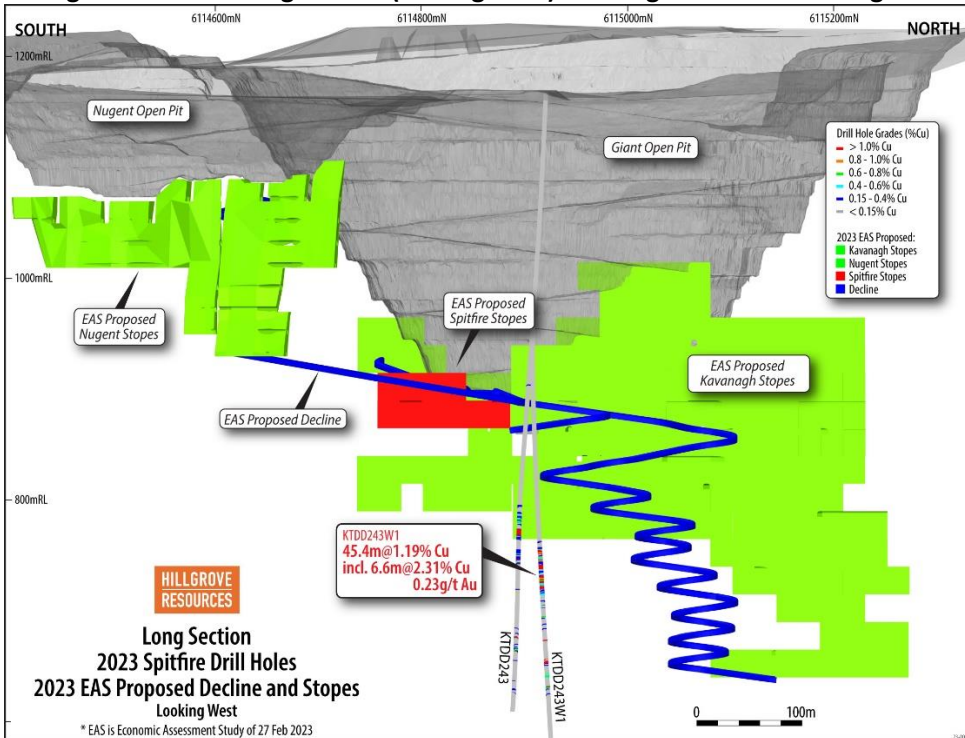 6114600mN
6114800mN
6115000mN
6115200mN
SOUTH
NORTH
1200mRL
Nugent Open Pit
Giant Open Pit
Drill Hole Grades (%Cu)
> 1.0% Cu
0.8 - 1.0% Cu
0.6 - 0.8% Cu
0.4 - 0.6% Cu
0.15 - 0.4% Cu
< 0.15% Cu
2023 EAS Proposed:
Kavanagh Stopes
Nugent Stopes
Spitfire Stopes
Decline
1000mRL
EAS Proposed
Nugent Stopes
EAS Proposed
Spitfire Stopes
EAS Proposed
Kavanagh Stopes
EAS Proposed Decline
800mRL
KTDD243W1
45.4m@1.19% Cu
incl. 6.6m@2.31% Cu
0.23g/t Au
HILLGROVE
RESOURCES
KTDD243
KTDD243W1
Long Section
2023 Spitfire Drill Holes
2023 EAS Proposed Decline and Stopes
Looking West
* EAS is Economic Assessment Study of 27 Feb 2023
0 100m